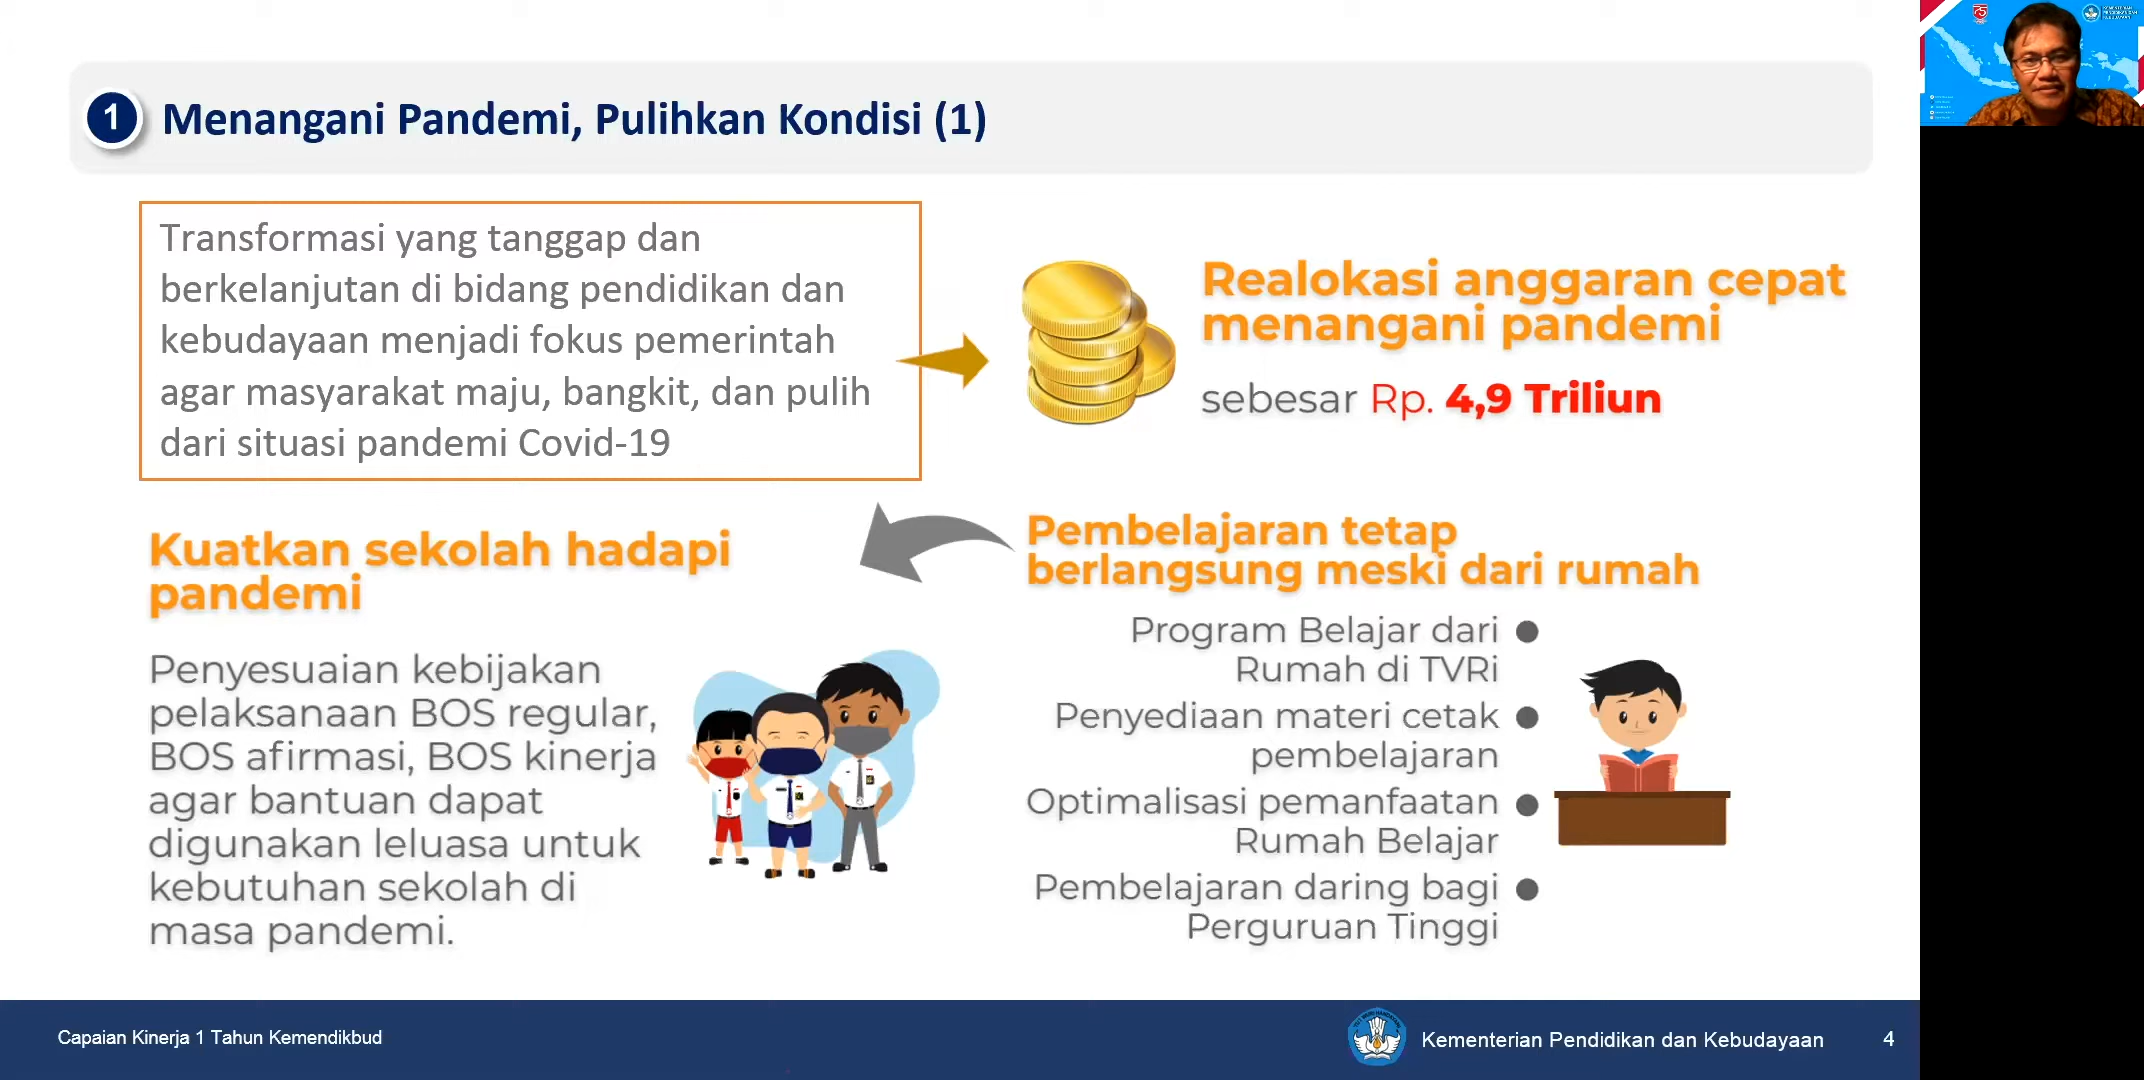 1
Menangani Pandemi, Pulihkan Kondisi (1)
Transformasi yang tanggap dan
berkelanjutan di bidang pendidikan dan
kebudayaan menjadi fokus pemerintah
agar masyarakat maju, bangkit, dan pulih
dari situasi pandemi Covid-19
Realokasi anggaran cepat
menangani pandemi
sebesar Rp. 4,9 Triliun
Pembelajaran tetap
berlangsung meski dari rumah
Program Belajar dari
Rumah di TVRi
Penyediaan materi cetak
pembelajaran
Optimalisasi pemanfaatan
Rumah Belajar
Pembelajaran daring bagi
Perguruan Tinggi
Kuatkan sekolah hadapi
pandemi
Penyesuaian kebijakan
pelaksanaan BOS regular,
BOS afirmasi, BOS kinerja
agar bantuan dapat
digunakan leluasa untuk
kebutuhan sekolah di
masa pandemi.
Capaian Kinerja 1 Tahun Kemendikbud
Kementerian Pendidikan dan Kebudayaan
4
75
KEMENTERIAN
PENDIDIKAN DAN
KEBUDAYAAN